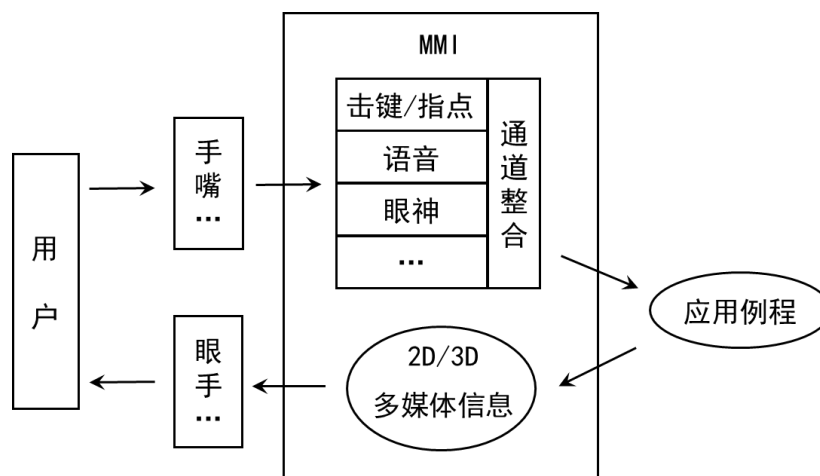 MMI
用户
手
嘴
…
击键/指点
语音
眼神
…
通道整合
应用例程
2D/3D
多媒体信息
眼
手
…